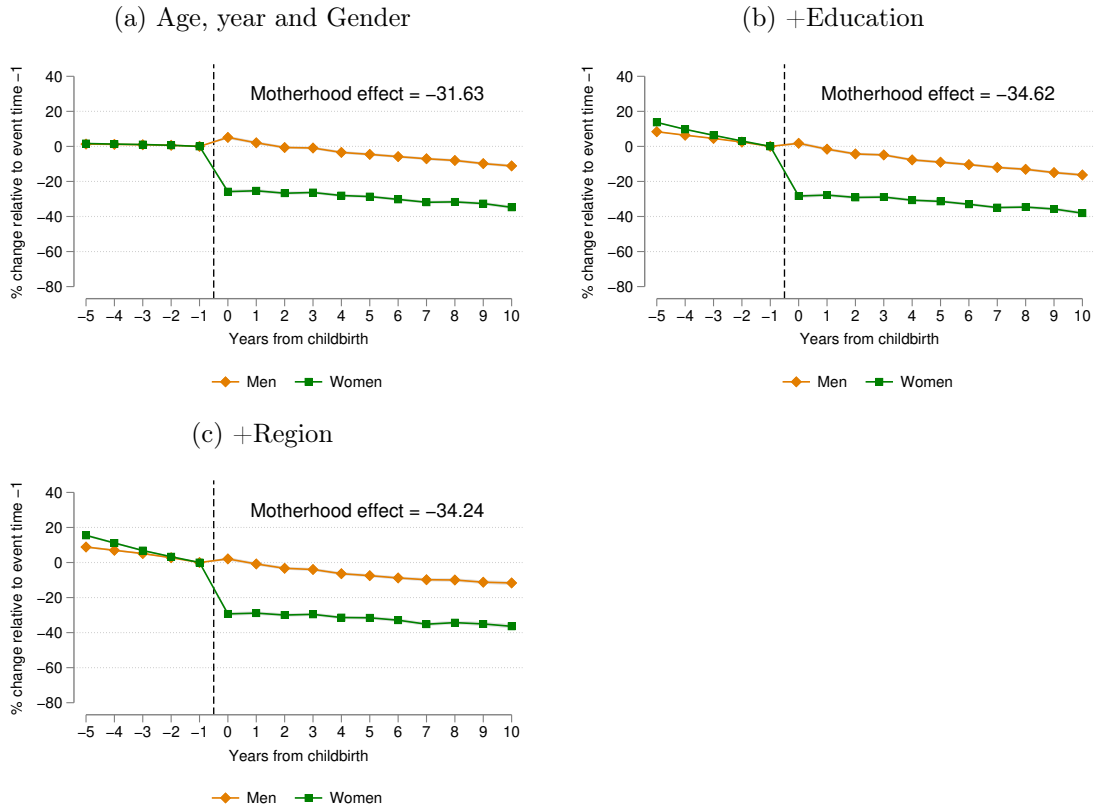 (a) Age, year and Gender
% change relative to event time −1
40
20
0
−20
−40
−60
−80
Motherhood effect = −31.63
−5 −4 −3 −2 −1 0 1 2 3 4 5 6 7 8 9 10
Years from childbirth
Men Women
(b) +Education
% change relative to event time −1
40
20
0
−20
−40
−60
−80
Motherhood effect = −34.62
−5 −4 −3 −2 −1 0 1 2 3 4 5 6 7 8 9 10
Years from childbirth
Men Women
(c) +Region
% change relative to event time −1
40
20
0
−20
−40
−60
−80
Motherhood effect = −34.24
−5 −4 −3 −2 −1 0 1 2 3 4 5 6 7 8 9 10
Years from childbirth
Men Women